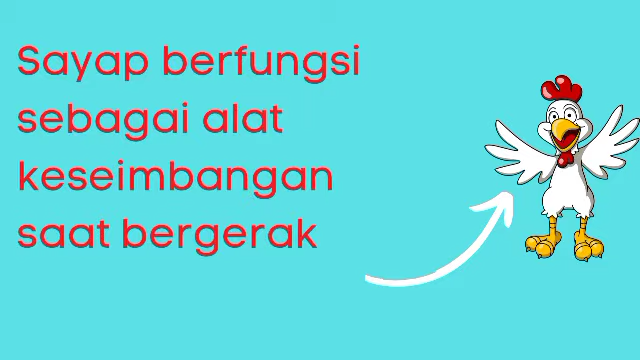 Sayap berfungsi
sebagai alat
keseimbangan
saat bergerak